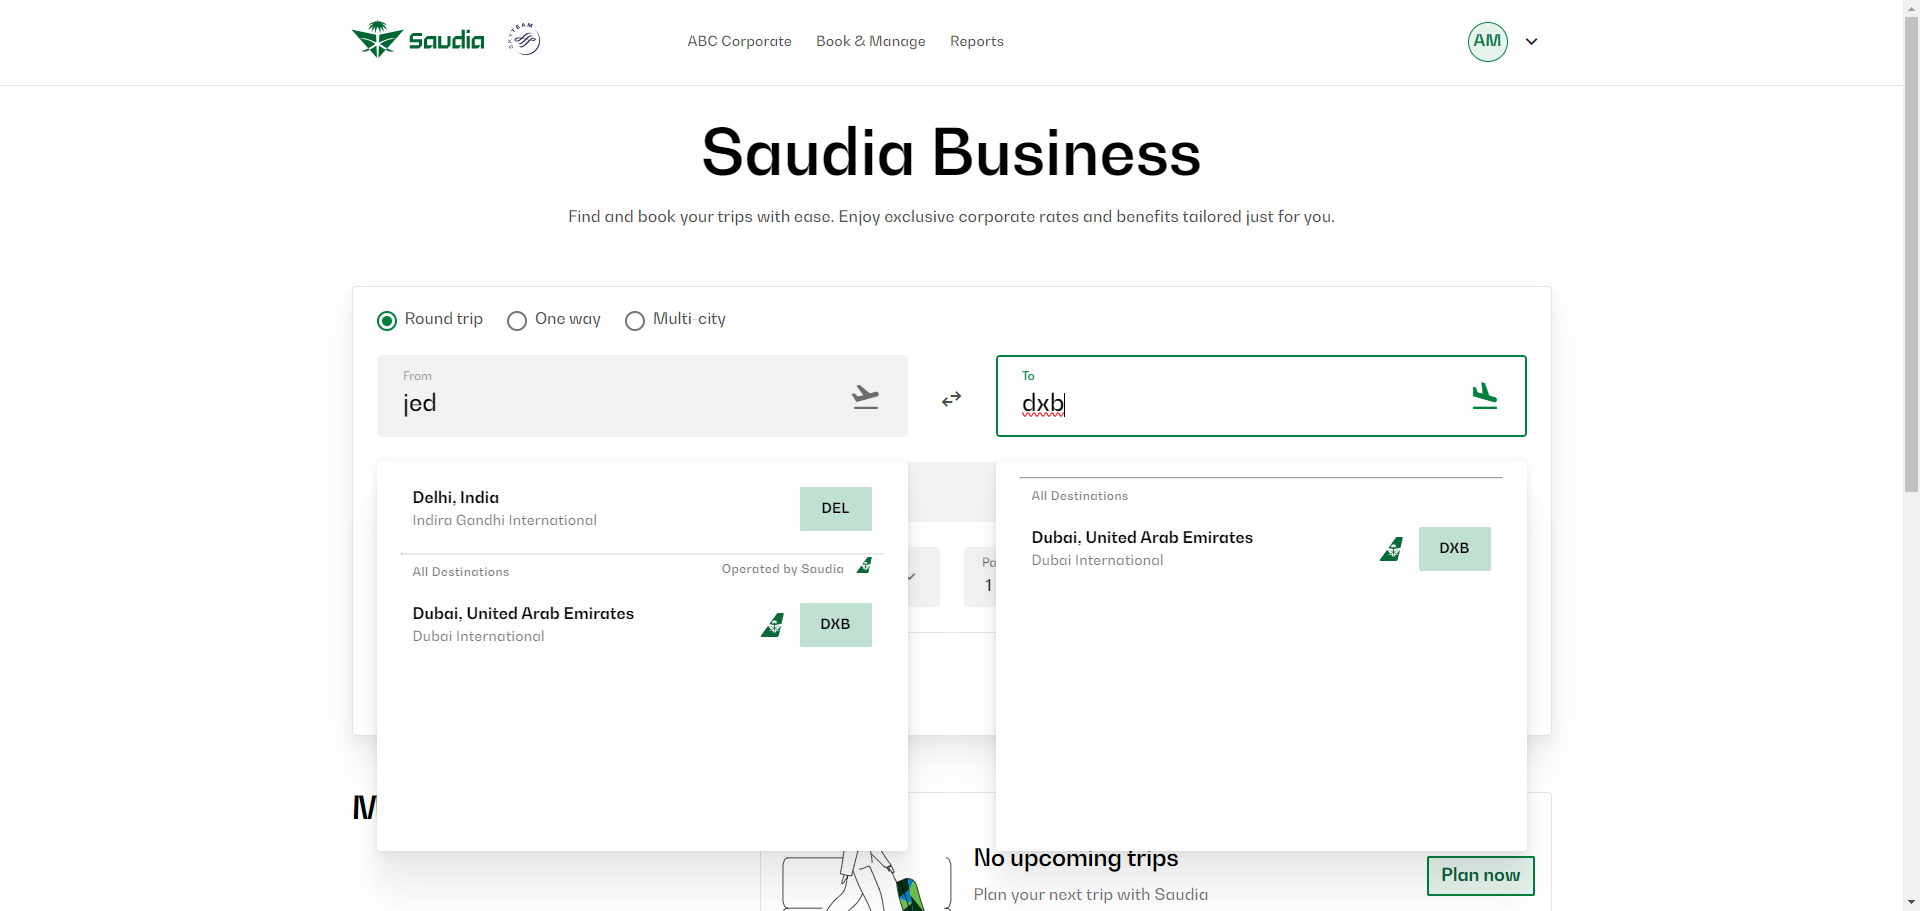 Saudia
SKYTEAM
ABC Corporate
Book & Manage
Reports
AM
Saudia Business
Find and book your trips with ease. Enjoy exclusive corporate rates and benefits tailored just for you.
Round trip
One way
Multi-city
From
jed
To
dxb
Delhi, India
Indira Gandhi International
DEL
All Destinations
Operated by Saudia
Dubai, United Arab Emirates
Dubai International
DXB
Pa
1
All Destinations
Dubai, United Arab Emirates
Dubai International
DXB
M
No upcoming trips
Plan your next trip with Saudia
Plan now